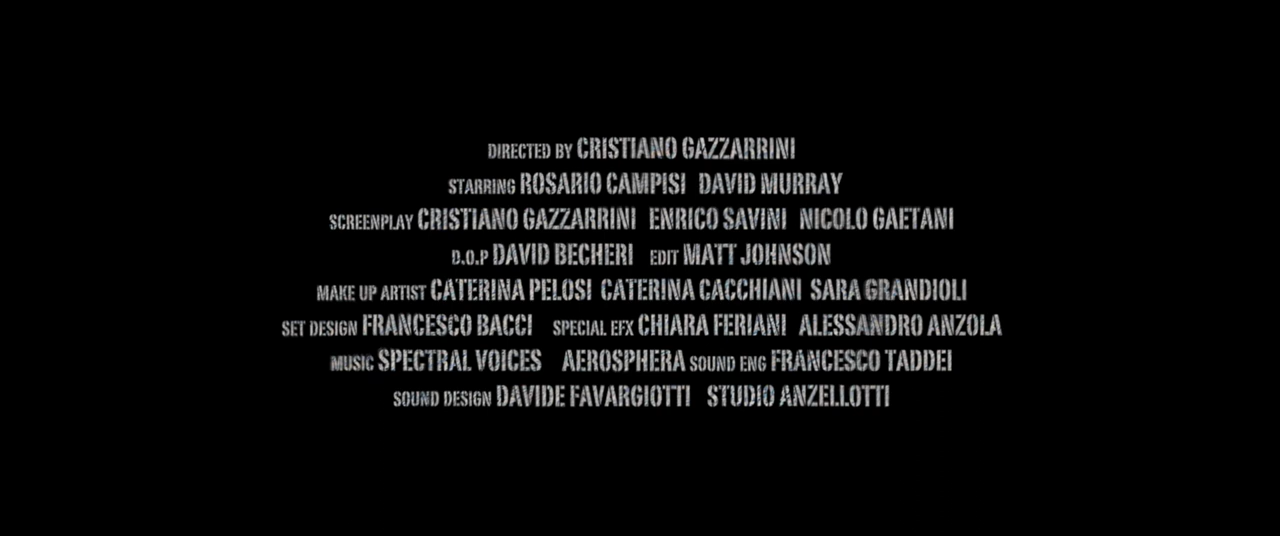 DIRECTED BY CRISTIANO GAZZARRINI
STARRING ROSARIO CAMPISI DAVID MURRAY
SCREENPLAY CRISTIANO GAZZARRINI ENRICO SAVINI NICOLO GAETANI
D.O.P DAVID BECHERI EDIT MATT JOHNSON
MAKE UP ARTIST CATERINA PELOSI CATERINA CACCHIANI SARA GRANDIOLI
SET DESIGN FRANCESCO BACCI SPECIAL EFX CHIARA FERIANI ALESSANDRO ANZOLA
MUSIC SPECTRAL VOICES AEROSPHERA SOUND ENG FRANCESCO TADDEI
SOUND DESIGN DAVIDE FAVARGIOTTI STUDIO ANZELLOTTI